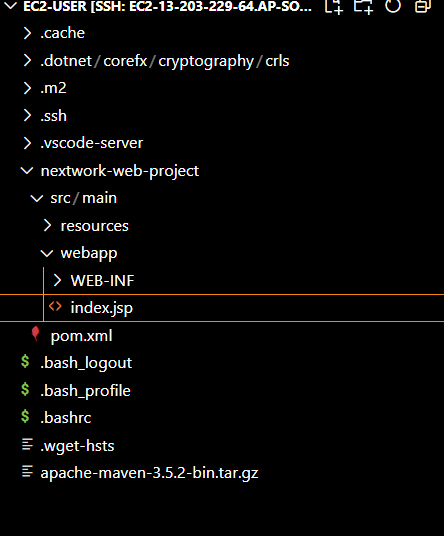 EC2-USER [SSH: EC2-13-203-229-64.AP-SO...
.cache
.dotnet/corefx/cryptography/crls
.m2
.ssh
.vscode-server
nextwork-web-project
src/main
resources
webapp
WEB-INF
index.jsp
pom.xml
$ .bash_logout
$ .bash_profile
$ .bashrc
.wget-hsts
apache-maven-3.5.2-bin.tar.gz